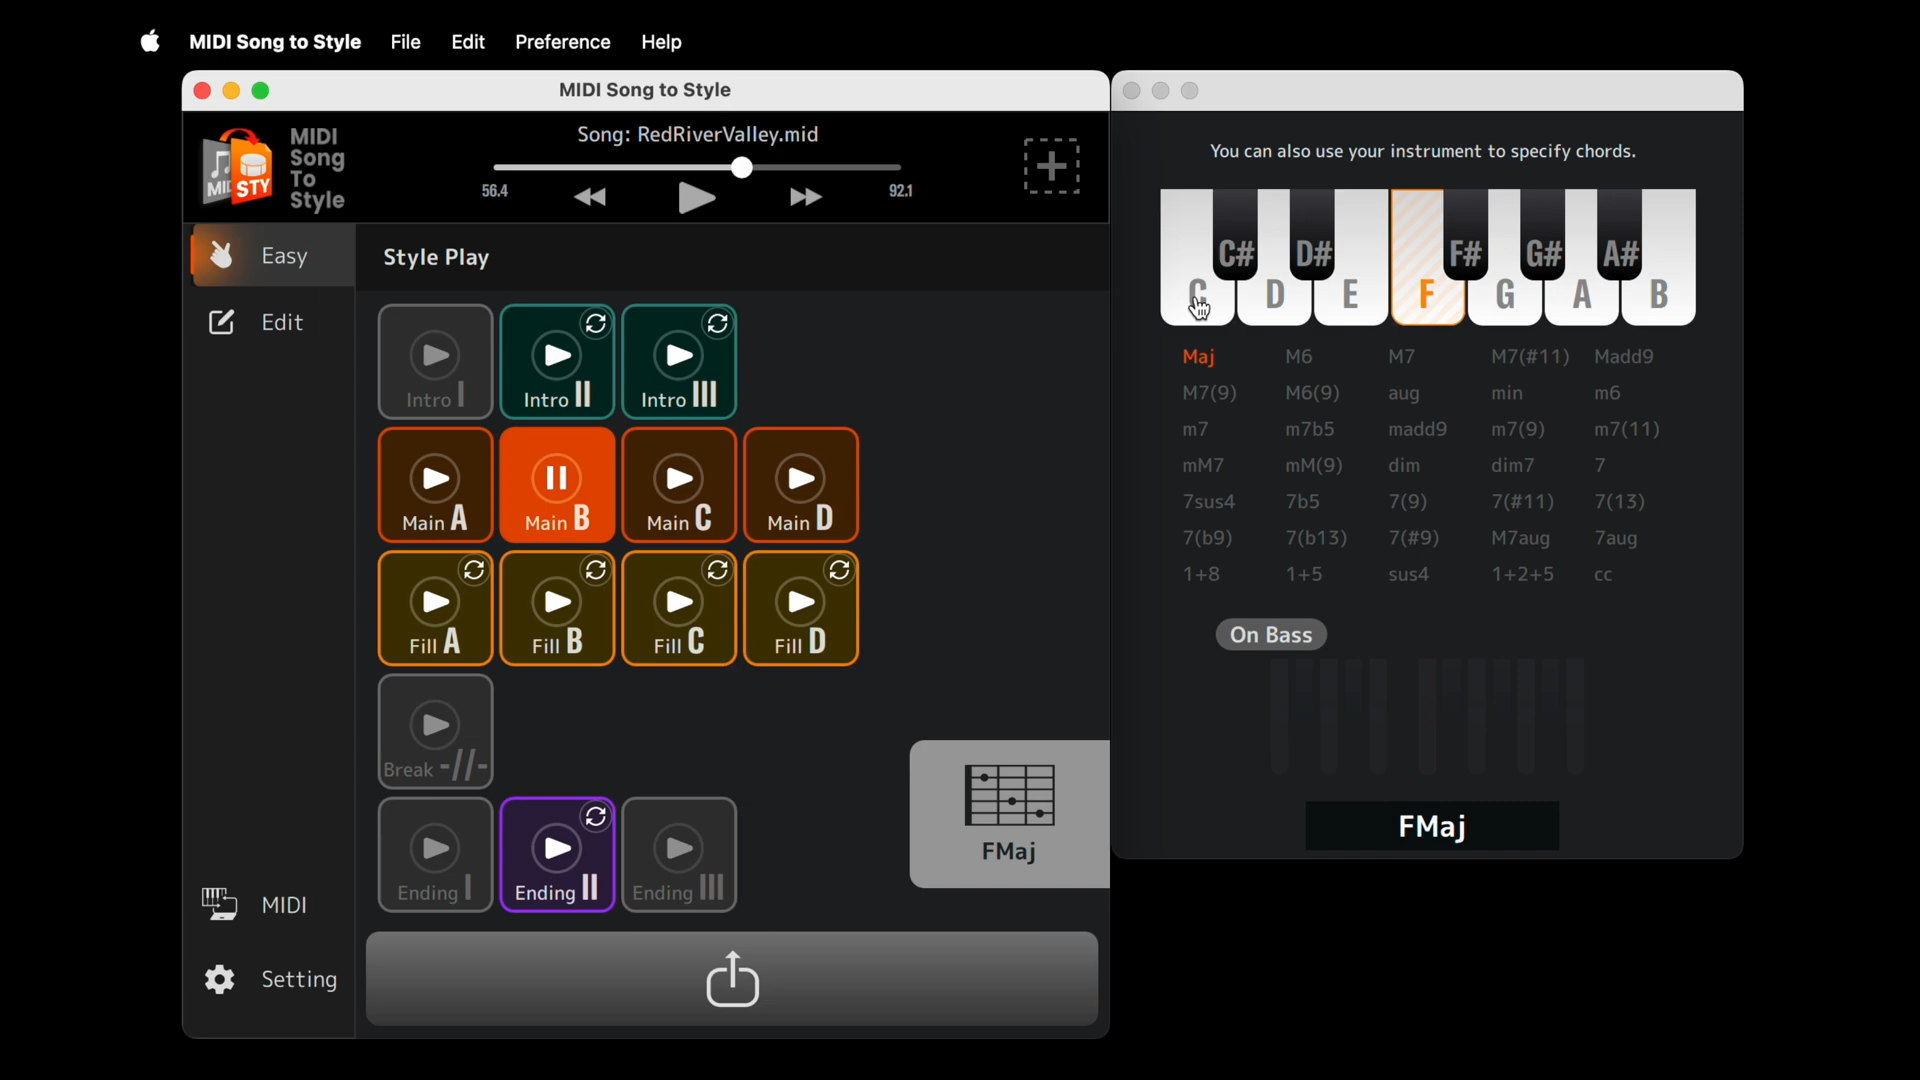 MIDI Song to Style File Edit Preference Help
MIDI Song to Style
MIDI
Song
To
Style
MI STY
Song: RedRiverValley.mid
56.4
92.1
Easy
Edit
MIDI
Setting
Style Play
Intro I Intro II Intro III
Main A Main B Main C Main D
Fill A Fill B Fill C Fill D
Break -//-
Ending I Ending II Ending III
FMaj
You can also use your instrument to specify chords.
C# D# F# G# A#
C D E F G A B
Maj M6 M7 M7(#11) Madd9
M7(9) M6(9) aug min m6
m7 m7b5 madd9 m7(9) m7(11)
mM7 mM(9) dim dim7 7
7sus4 7b5 7(9) 7(#11) 7(13)
7(b9) 7(b13) 7(#9) M7aug 7aug
1+8 1+5 sus4 1+2+5 cc
On Bass
FMaj